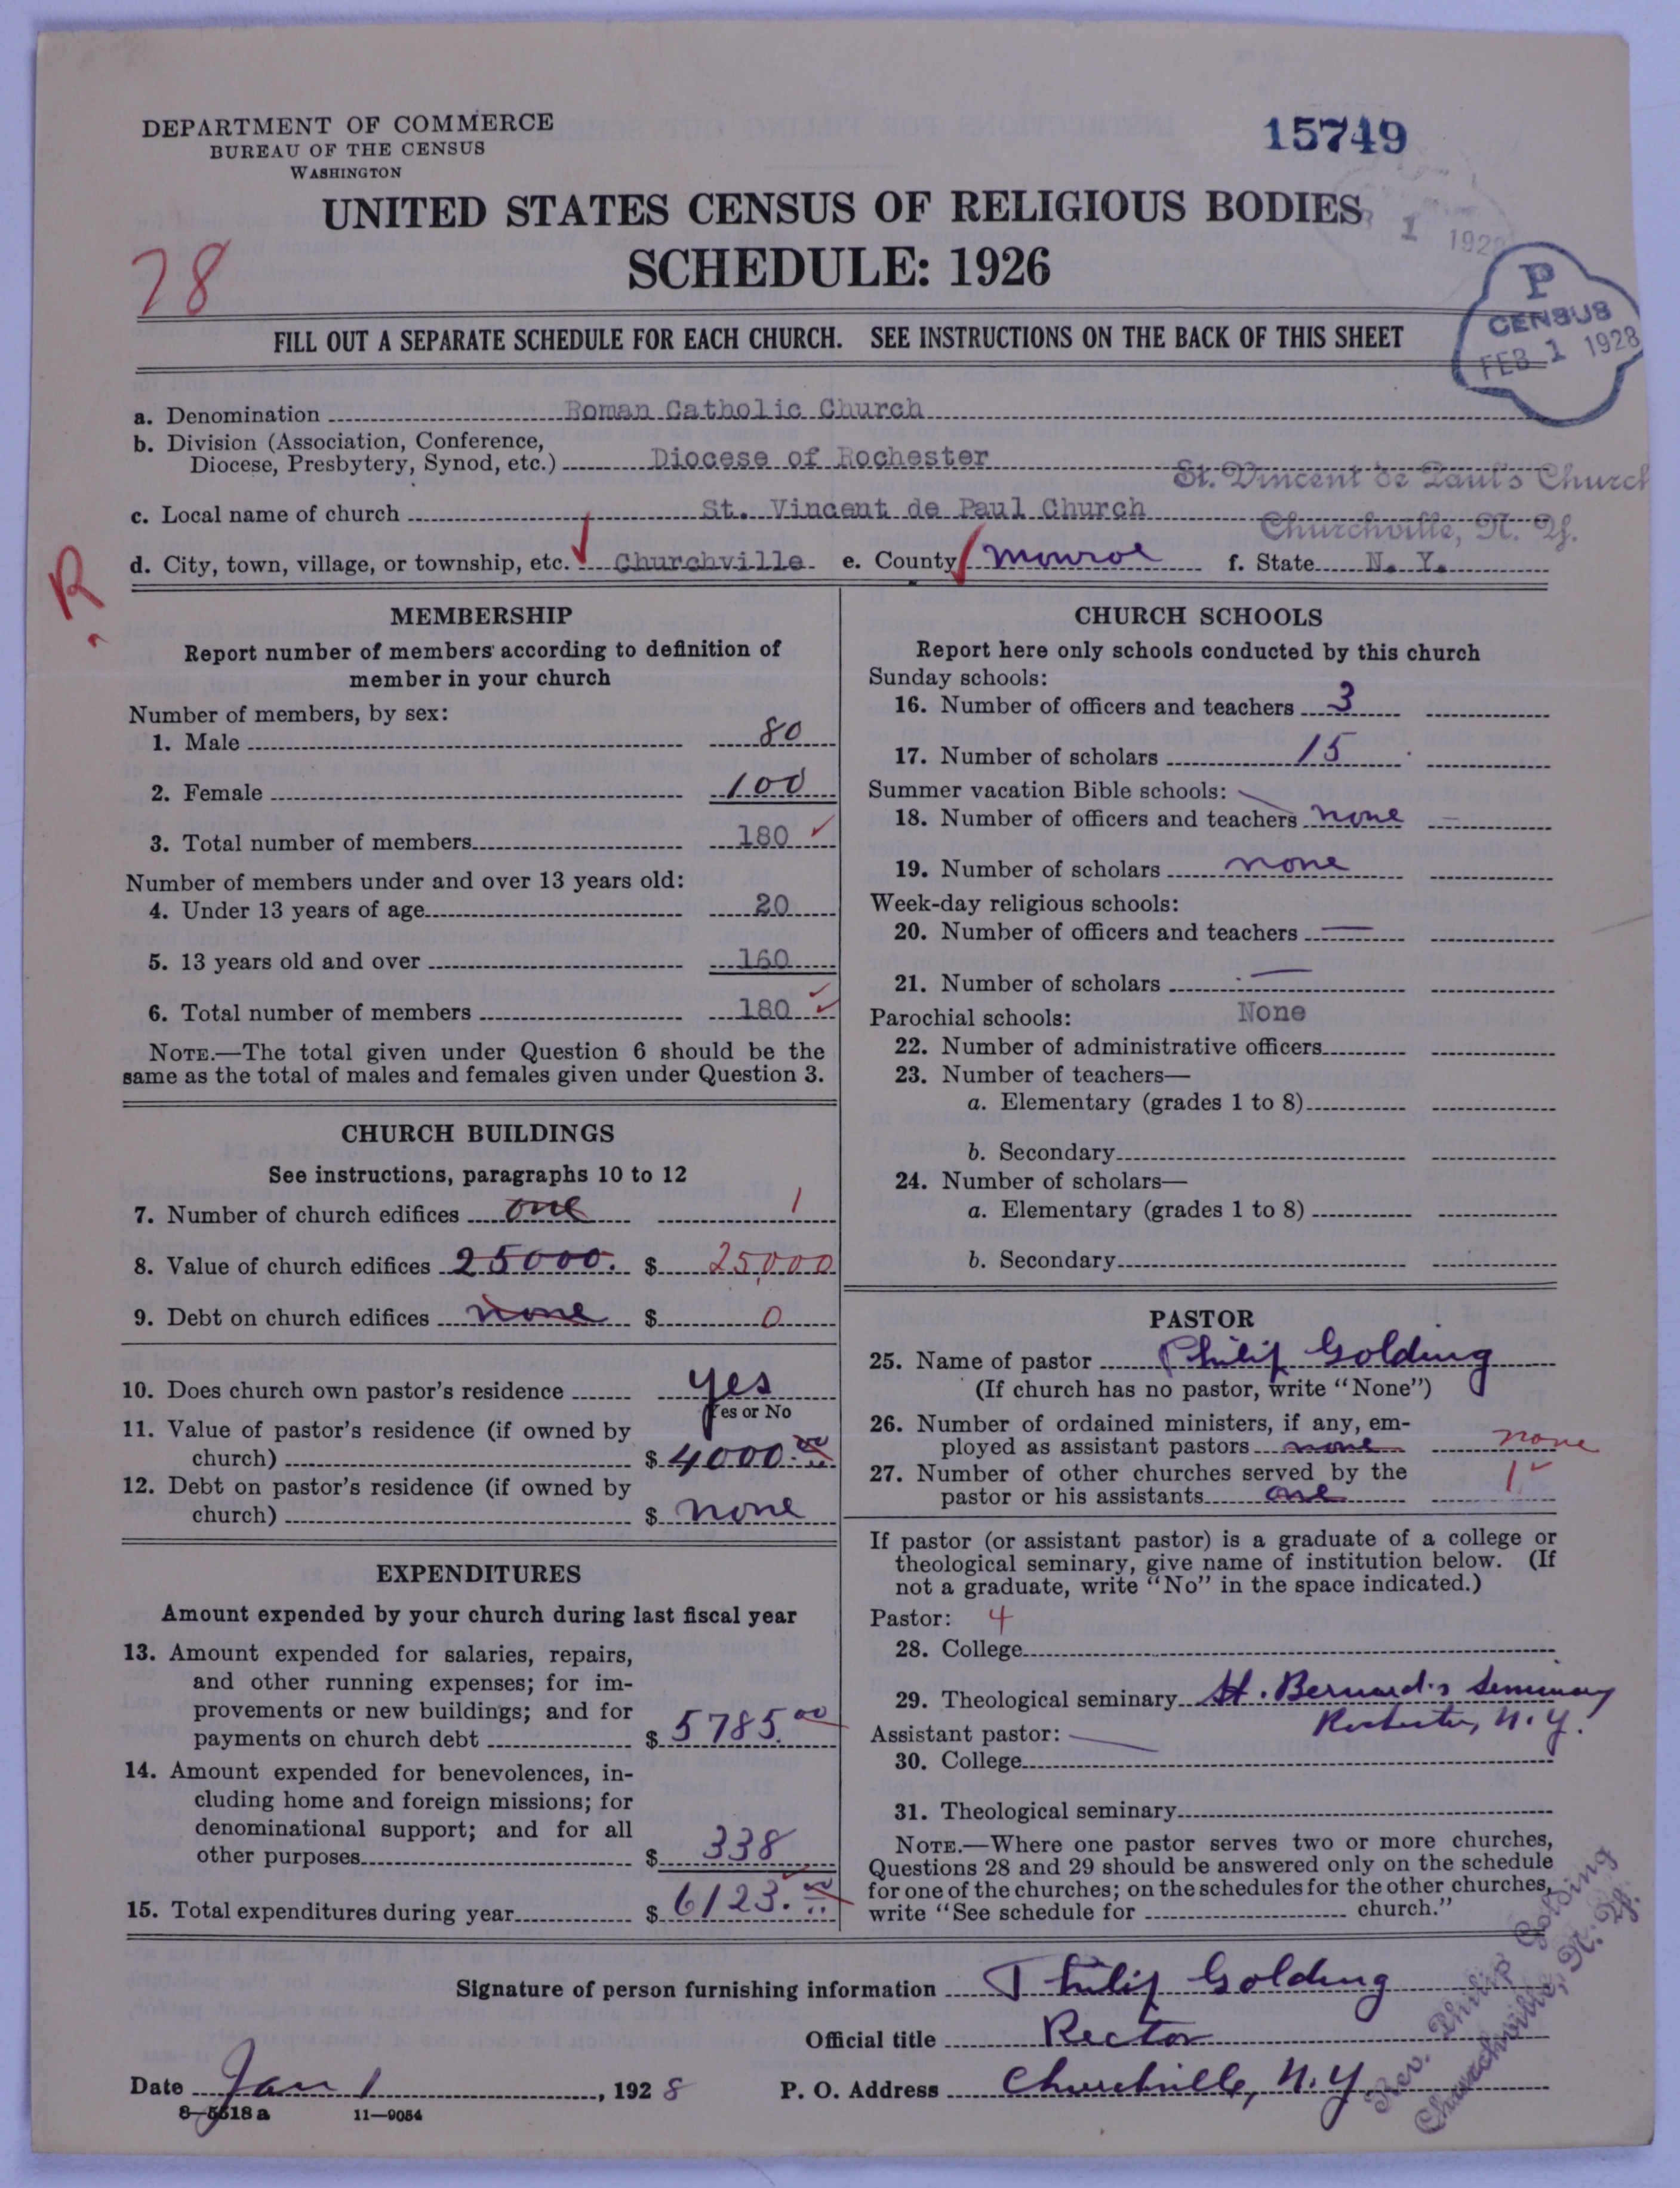 DEPARTMENT OF COMMERCE
BUREAU OF THE CENSUS
WASHINGTON
15749
UNITED STATES CENSUS OF RELIGIOUS BODIES
1 1928
SCHEDULE: 1926
28
P
CENSUS
FEB 1 1928
FILL OUT A SEPARATE SCHEDULE FOR EACH CHURCH. SEE INSTRUCTIONS ON THE BACK OF THIS SHEET
a. Denomination Roman Catholic Church
b. Division (Association, Conference,
Diocese, Presbytery, Synod, etc.) Diocese of Rochester
St. Vincent de Paul's Church
c. Local name of church St. Vincent de Paul Church
Churchville, N. Y.
R
d. City, town, village, or township, etc. Churchville e. County Monroe f. State N. Y.
MEMBERSHIP
Report number of members according to definition of
member in your church
Number of members, by sex:
1. Male 80
2. Female 100
3. Total number of members 180
Number of members under and over 13 years old:
4. Under 13 years of age 20
5. 13 years old and over 160
6. Total number of members 180
NOTE.—The total given under Question 6 should be the
same as the total of males and females given under Question 3.
CHURCH BUILDINGS
See instructions, paragraphs 10 to 12
7. Number of church edifices one 1
8. Value of church edifices 25000. $ 25,000
9. Debt on church edifices none $ 0
10. Does church own pastor's residence yes
Yes or No
11. Value of pastor's residence (if owned by
church) $ 4000.00
12. Debt on pastor's residence (if owned by
church) $ none
EXPENDITURES
Amount expended by your church during last fiscal year
13. Amount expended for salaries, repairs,
and other running expenses; for im-
provements or new buildings; and for
payments on church debt $ 5785.00
14. Amount expended for benevolences, in-
cluding home and foreign missions; for
denominational support; and for all
other purposes $ 338
15. Total expenditures during year $ 6123.00
CHURCH SCHOOLS
Report here only schools conducted by this church
Sunday schools:
16. Number of officers and teachers 3
17. Number of scholars 15
Summer vacation Bible schools:
18. Number of officers and teachers none
19. Number of scholars none
Week-day religious schools:
20. Number of officers and teachers —
21. Number of scholars —
Parochial schools: None
22. Number of administrative officers
23. Number of teachers—
a. Elementary (grades 1 to 8)
b. Secondary
24. Number of scholars—
a. Elementary (grades 1 to 8)
b. Secondary
PASTOR
25. Name of pastor Philip Golding
(If church has no pastor, write "None")
26. Number of ordained ministers, if any, em-
ployed as assistant pastors none none
27. Number of other churches served by the
pastor or his assistants one 1
If pastor (or assistant pastor) is a graduate of a college or
theological seminary, give name of institution below. (If
not a graduate, write "No" in the space indicated.)
Pastor: 4
28. College
29. Theological seminary St. Bernard's Seminary
Rochester, N.Y.
Assistant pastor: —
30. College
31. Theological seminary
NOTE.—Where one pastor serves two or more churches,
Questions 28 and 29 should be answered only on the schedule
for one of the churches; on the schedules for the other churches,
write "See schedule for church."
Signature of person furnishing information Philip Golding
Official title Rector
Date Jan 1, 1928 P. O. Address Churchville, N.Y.
8—5518 a 11—9054
Rev. Philip Golding
Churchville, N. Y.